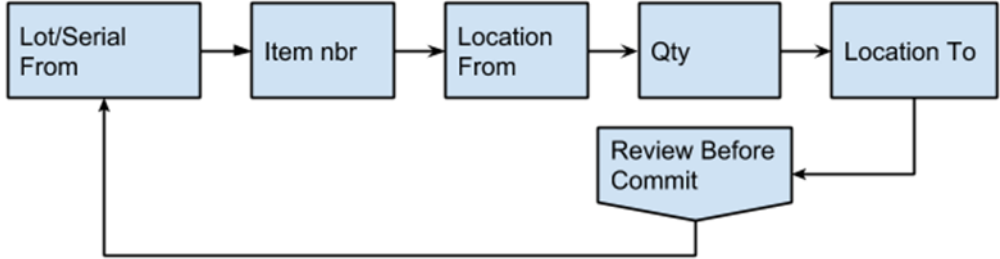 Lot/Serial
From
Item nbr
Location
From
Qty
Location To
Review Before
Commit